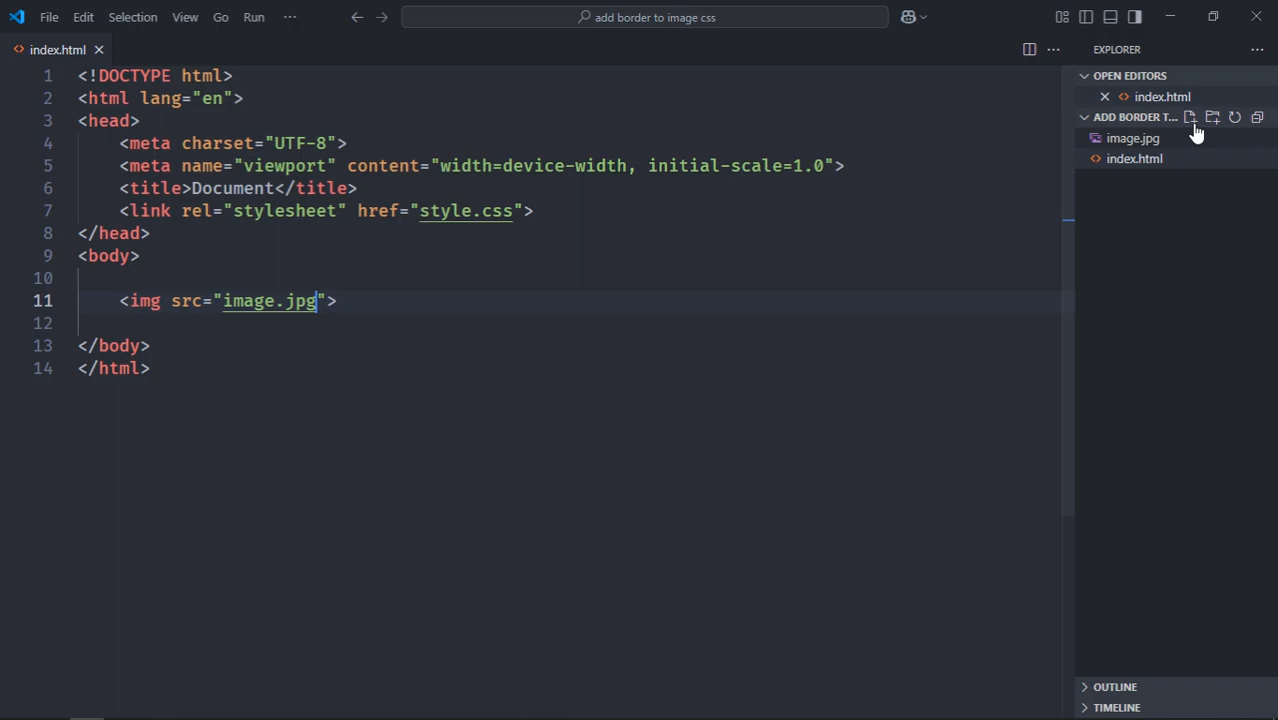 File Edit Selection View Go Run ···
add border to image css
index.html
EXPLORER
OPEN EDITORS
index.html
ADD BORDER T...
image.jpg
index.html
1 <!DOCTYPE html>
2 <html lang="en">
3 <head>
4 <meta charset="UTF-8">
5 <meta name="viewport" content="width=device-width, initial-scale=1.0">
6 <title>Document</title>
7 <link rel="stylesheet" href="style.css">
8 </head>
9 <body>
10
11 <img src="image.jpg">
12
13 </body>
14 </html>
OUTLINE
TIMELINE